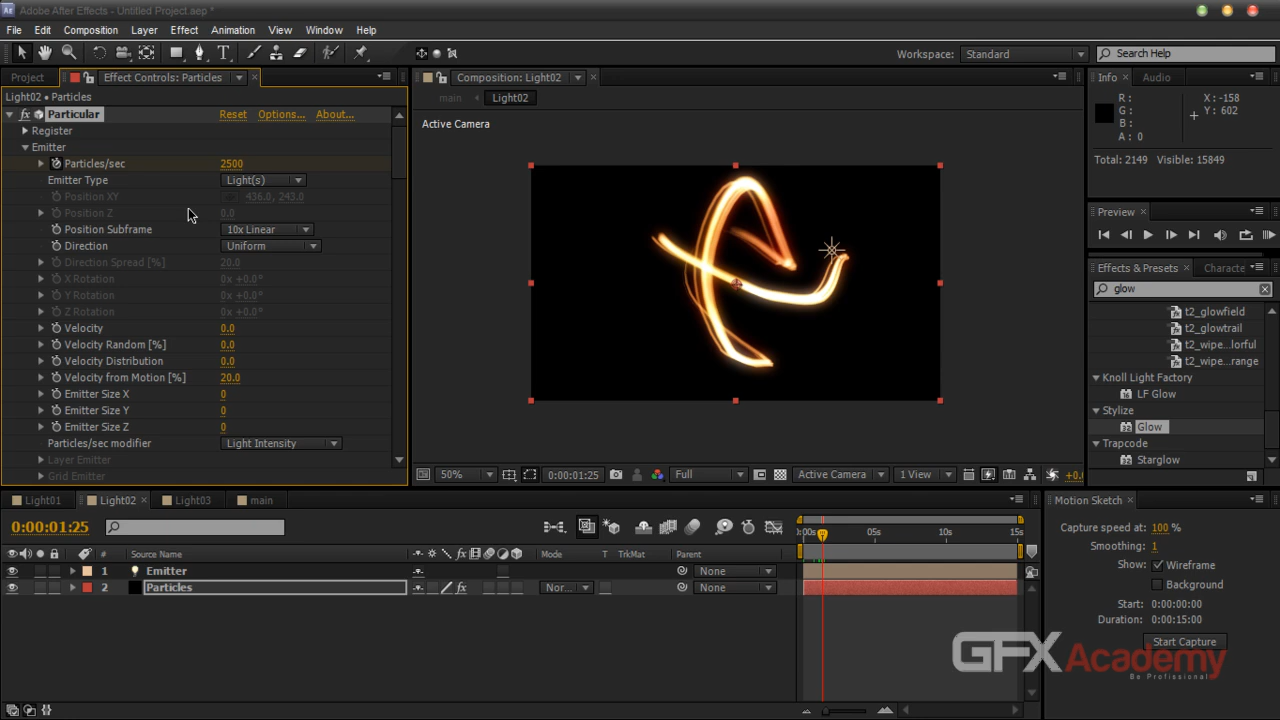 Adobe After Effects - Untitled Project.aep *
File Edit Composition Layer Effect Animation View Window Help
Workspace: Standard Search Help
Project Effect Controls: Particles
Composition: Light02
Info Audio
Light02 • Particles
main Light02
R: X: -158
G: Y: 602
B:
A: 0
Particular Reset Options... About...
Active Camera
Register
Emitter
Total: 2149 Visible: 15849
Particles/sec 2500
Emitter Type Light(s)
Position XY 436.0, 243.0
Position Z 0.0
Preview
Position Subframe 10x Linear
Direction Uniform
Direction Spread [%] 20.0
Effects & Presets Characte
X Rotation 0x +0.0°
glow
Y Rotation 0x +0.0°
Z Rotation 0x +0.0°
t2_glowfield
Velocity 0.0
t2_glowtrail
Velocity Random [%] 0.0
t2_wipe...lorful
Velocity Distribution 0.0
t2_wipe...range
Velocity from Motion [%] 20.0
Knoll Light Factory
Emitter Size X 0
LF Glow
Emitter Size Y 0
Stylize
Emitter Size Z 0
Glow
Particles/sec modifier Light Intensity
Trapcode
Layer Emitter
Starglow
Grid Emitter
50% 0:00:01:25 Full Active Camera 1 View +0.0
Light01 Light02 Light03 main
Motion Sketch
0:00:01:25
Capture speed at: 100 %
:00s 05s 10s 15s
Smoothing: 1
# Source Name Mode T TrkMat Parent
Show: Wireframe
1 Emitter None
Background
2 Particles Nor... None
Start: 0:00:00:00
Duration: 0:00:15:00
Start Capture
GFXAcademy
Be Professional